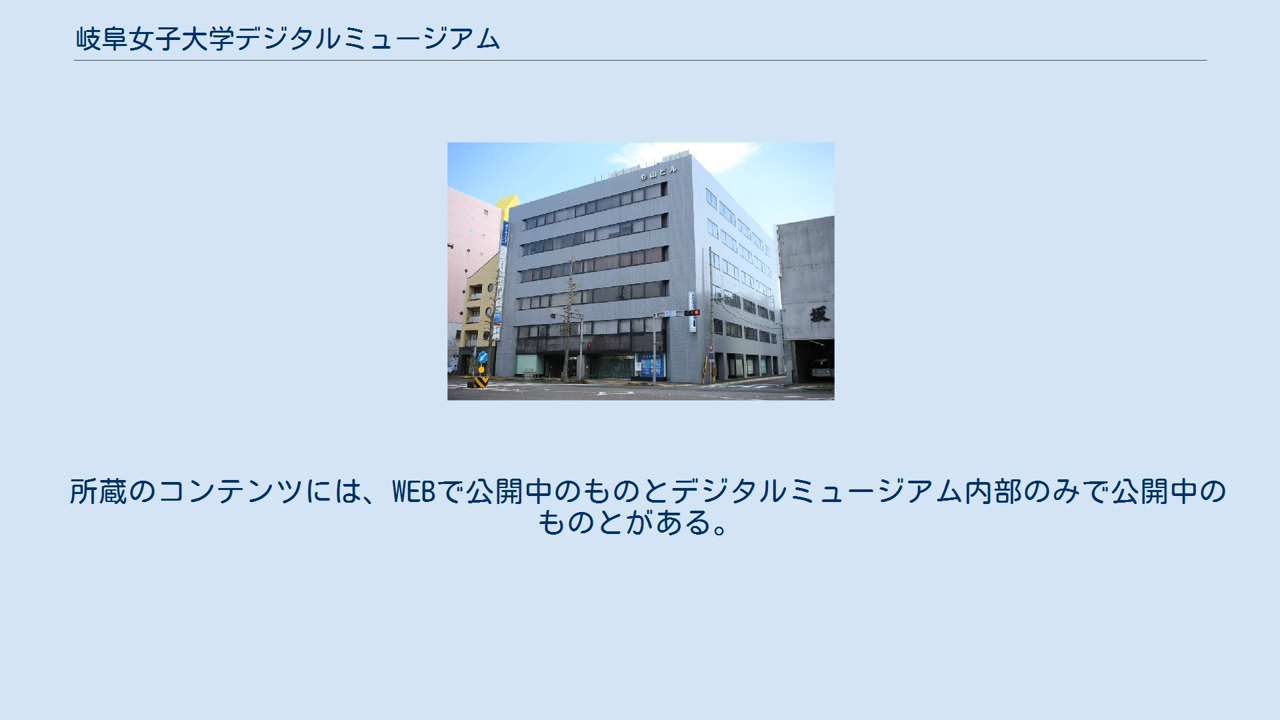 岐阜女子大学デジタルミュージアム
所蔵のコンテンツには、WEBで公開中のものとデジタルミュージアム内部のみで公開中の
ものとがある。